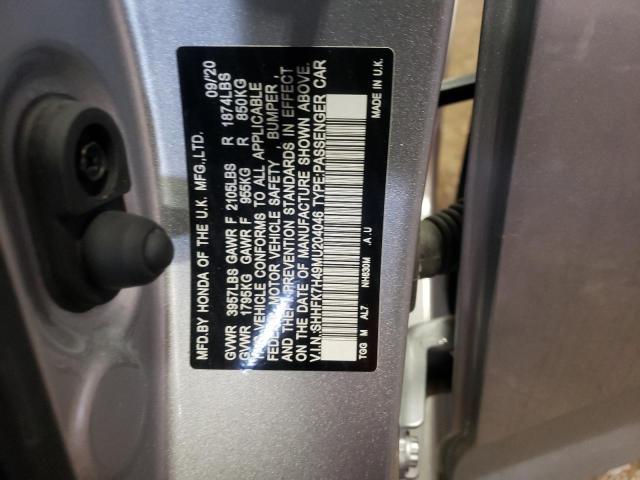 MFD.BY HONDA OF THE U.K. MFG.,LTD. 09/20
GVWR 3957LBS GAWR F 2105LBS R 1874LBS
GVWR 1795KG GAWR F 955KG R 850KG
THIS VEHICLE CONFORMS TO ALL APPLICABLE
FEDERAL MOTOR VEHICLE SAFETY, BUMPER,
AND THEFT PREVENTION STANDARDS IN EFFECT
ON THE DATE OF MANUFACTURE SHOWN ABOVE.
V.I.N.:SHHFK7H49MU204046 TYPE:PASSENGER CAR
TGG M AL7 NH830M .A.U MADE IN U.K.